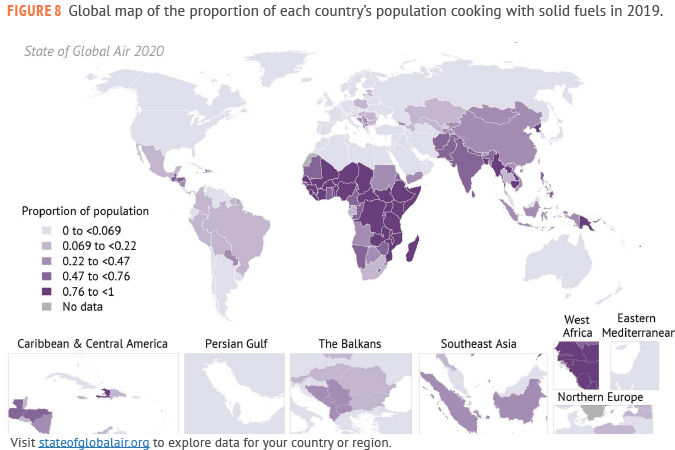 FIGURE 8 Global map of the proportion of each country's population cooking with solid fuels in 2019.
State of Global Air 2020
Proportion of population
0 to <0.069
0.069 to <0.22
0.22 to <0.47
0.47 to <0.76
0.76 to <1
No data
Caribbean & Central America
Persian Gulf
The Balkans
Southeast Asia
West
Africa
Eastern
Mediterranean
Northern Europe
Visit stateofglobalair.org to explore data for your country or region.